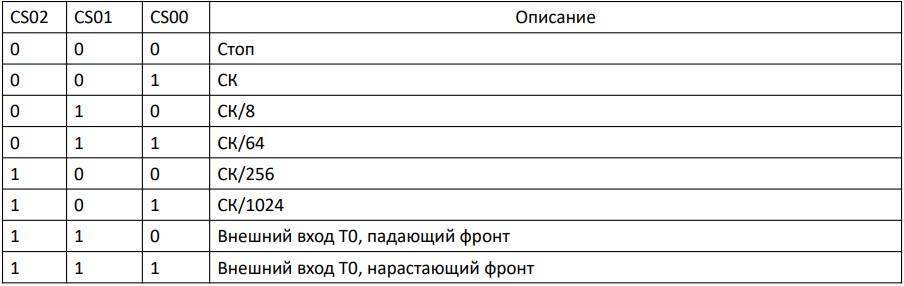 CS02 CS01 CS00 Описание
0 0 0 Стоп
0 0 1 СК
0 1 0 СК/8
0 1 1 СК/64
1 0 0 СК/256
1 0 1 СК/1024
1 1 0 Внешний вход Т0, падающий фронт
1 1 1 Внешний вход Т0, нарастающий фронт